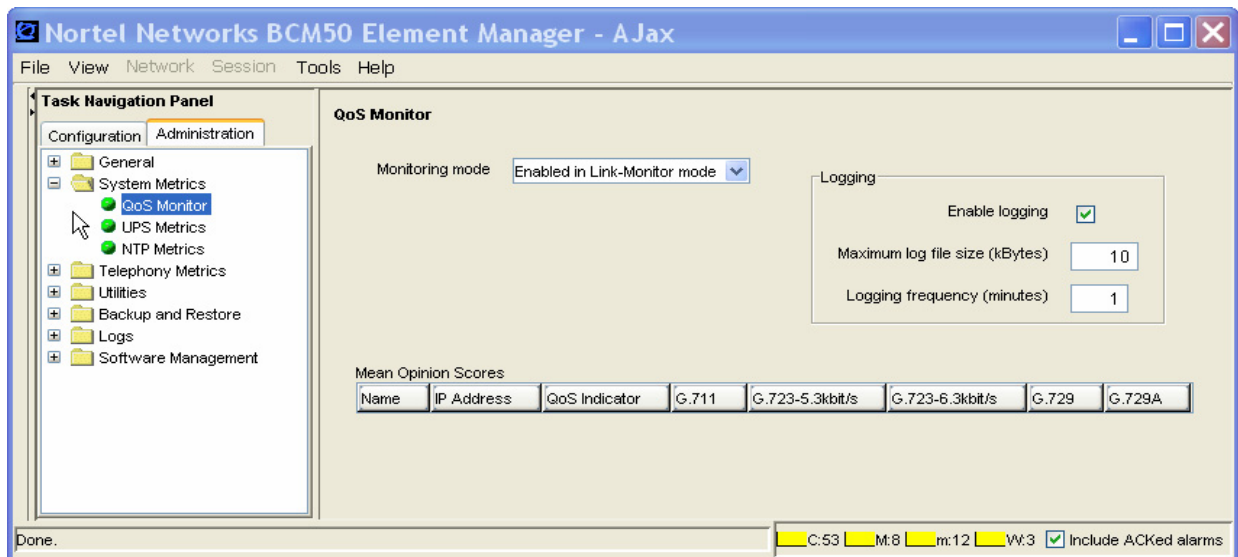 Nortel Networks BCM50 Element Manager - AJax
File View Network Session Tools Help
Task Navigation Panel
Configuration Administration
General
System Metrics
QoS Monitor
UPS Metrics
NTP Metrics
Telephony Metrics
Utilities
Backup and Restore
Logs
Software Management
QoS Monitor
Monitoring mode Enabled in Link-Monitor mode
Logging
Enable logging
Maximum log file size (kBytes) 10
Logging frequency (minutes) 1
Mean Opinion Scores
Name IP Address QoS Indicator G.711 G.723-5.3kbit/s G.723-6.3kbit/s G.729 G.729A
Done. C:53 M:8 m:12 W:3 Include ACKed alarms